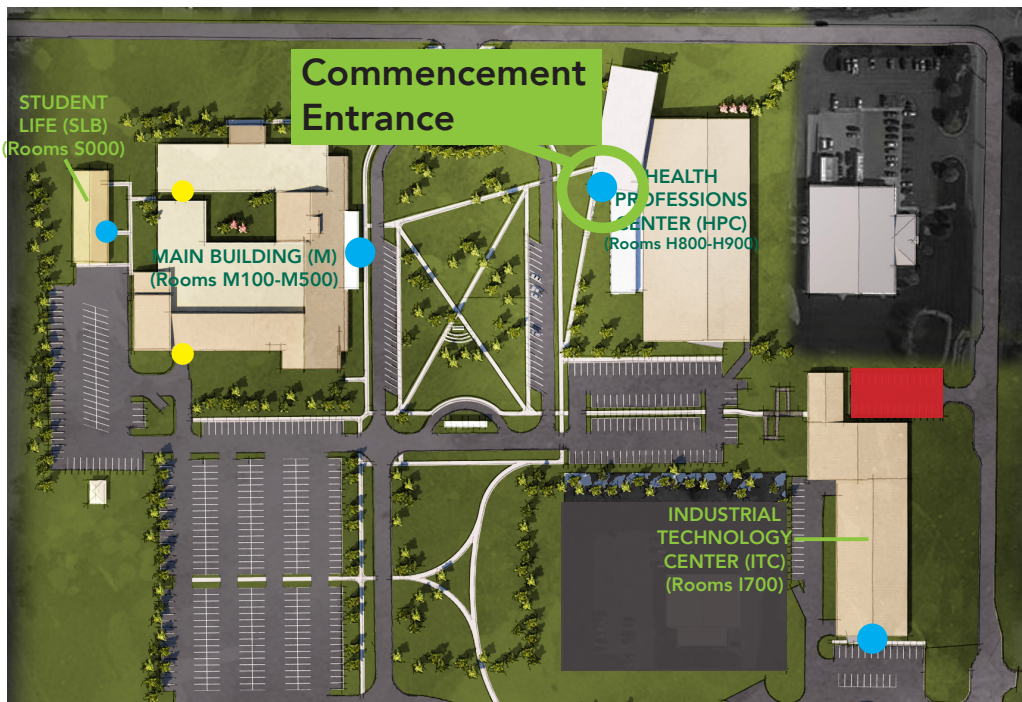 Commencement
Entrance
STUDENT
LIFE (SLB)
(Rooms S000)
HEALTH
PROFESSIONS
CENTER (HPC)
(Rooms H800-H900)
MAIN BUILDING (M)
(Rooms M100-M500)
INDUSTRIAL
TECHNOLOGY
CENTER (ITC)
(Rooms I700)